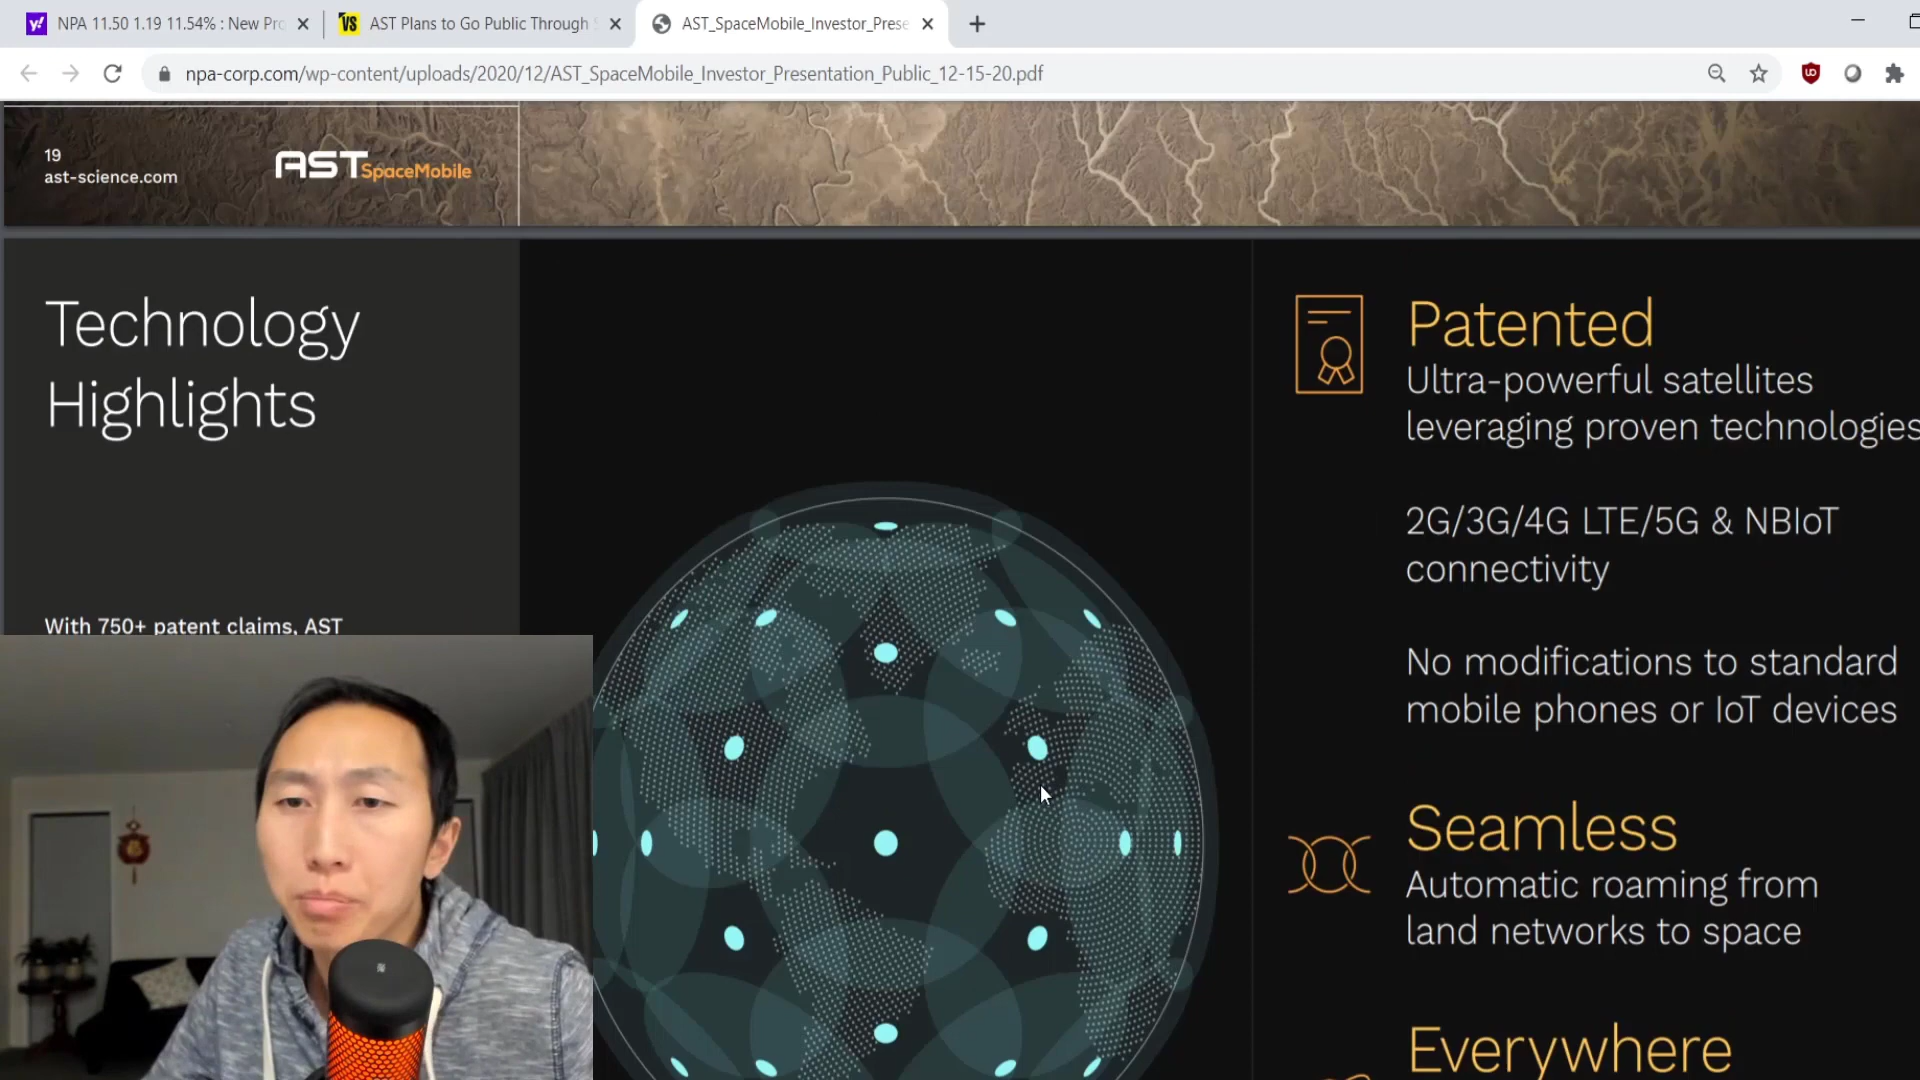 NPA 11.50 1.19 11.54% : New Pro
AST Plans to Go Public Through
AST_SpaceMobile_Investor_Prese
npa-corp.com/wp-content/uploads/2020/12/AST_SpaceMobile_Investor_Presentation_Public_12-15-20.pdf
19
ast-science.com
AST SpaceMobile
Technology
Highlights
With 750+ patent claims, AST
Patented
Ultra-powerful satellites
leveraging proven technologies
2G/3G/4G LTE/5G & NBIoT
connectivity
No modifications to standard
mobile phones or IoT devices
Seamless
Automatic roaming from
land networks to space
Everywhere